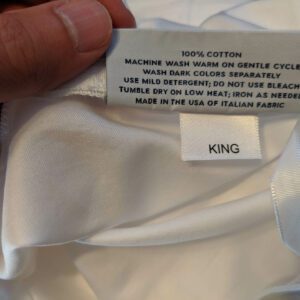 100% COTTON
MACHINE WASH WARM ON GENTLE CYCLE
WASH DARK COLORS SEPARATELY
USE MILD DETERGENT; DO NOT USE BLEACH
TUMBLE DRY ON LOW HEAT; IRON AS NEEDED
MADE IN THE USA OF ITALIAN FABRIC
KING